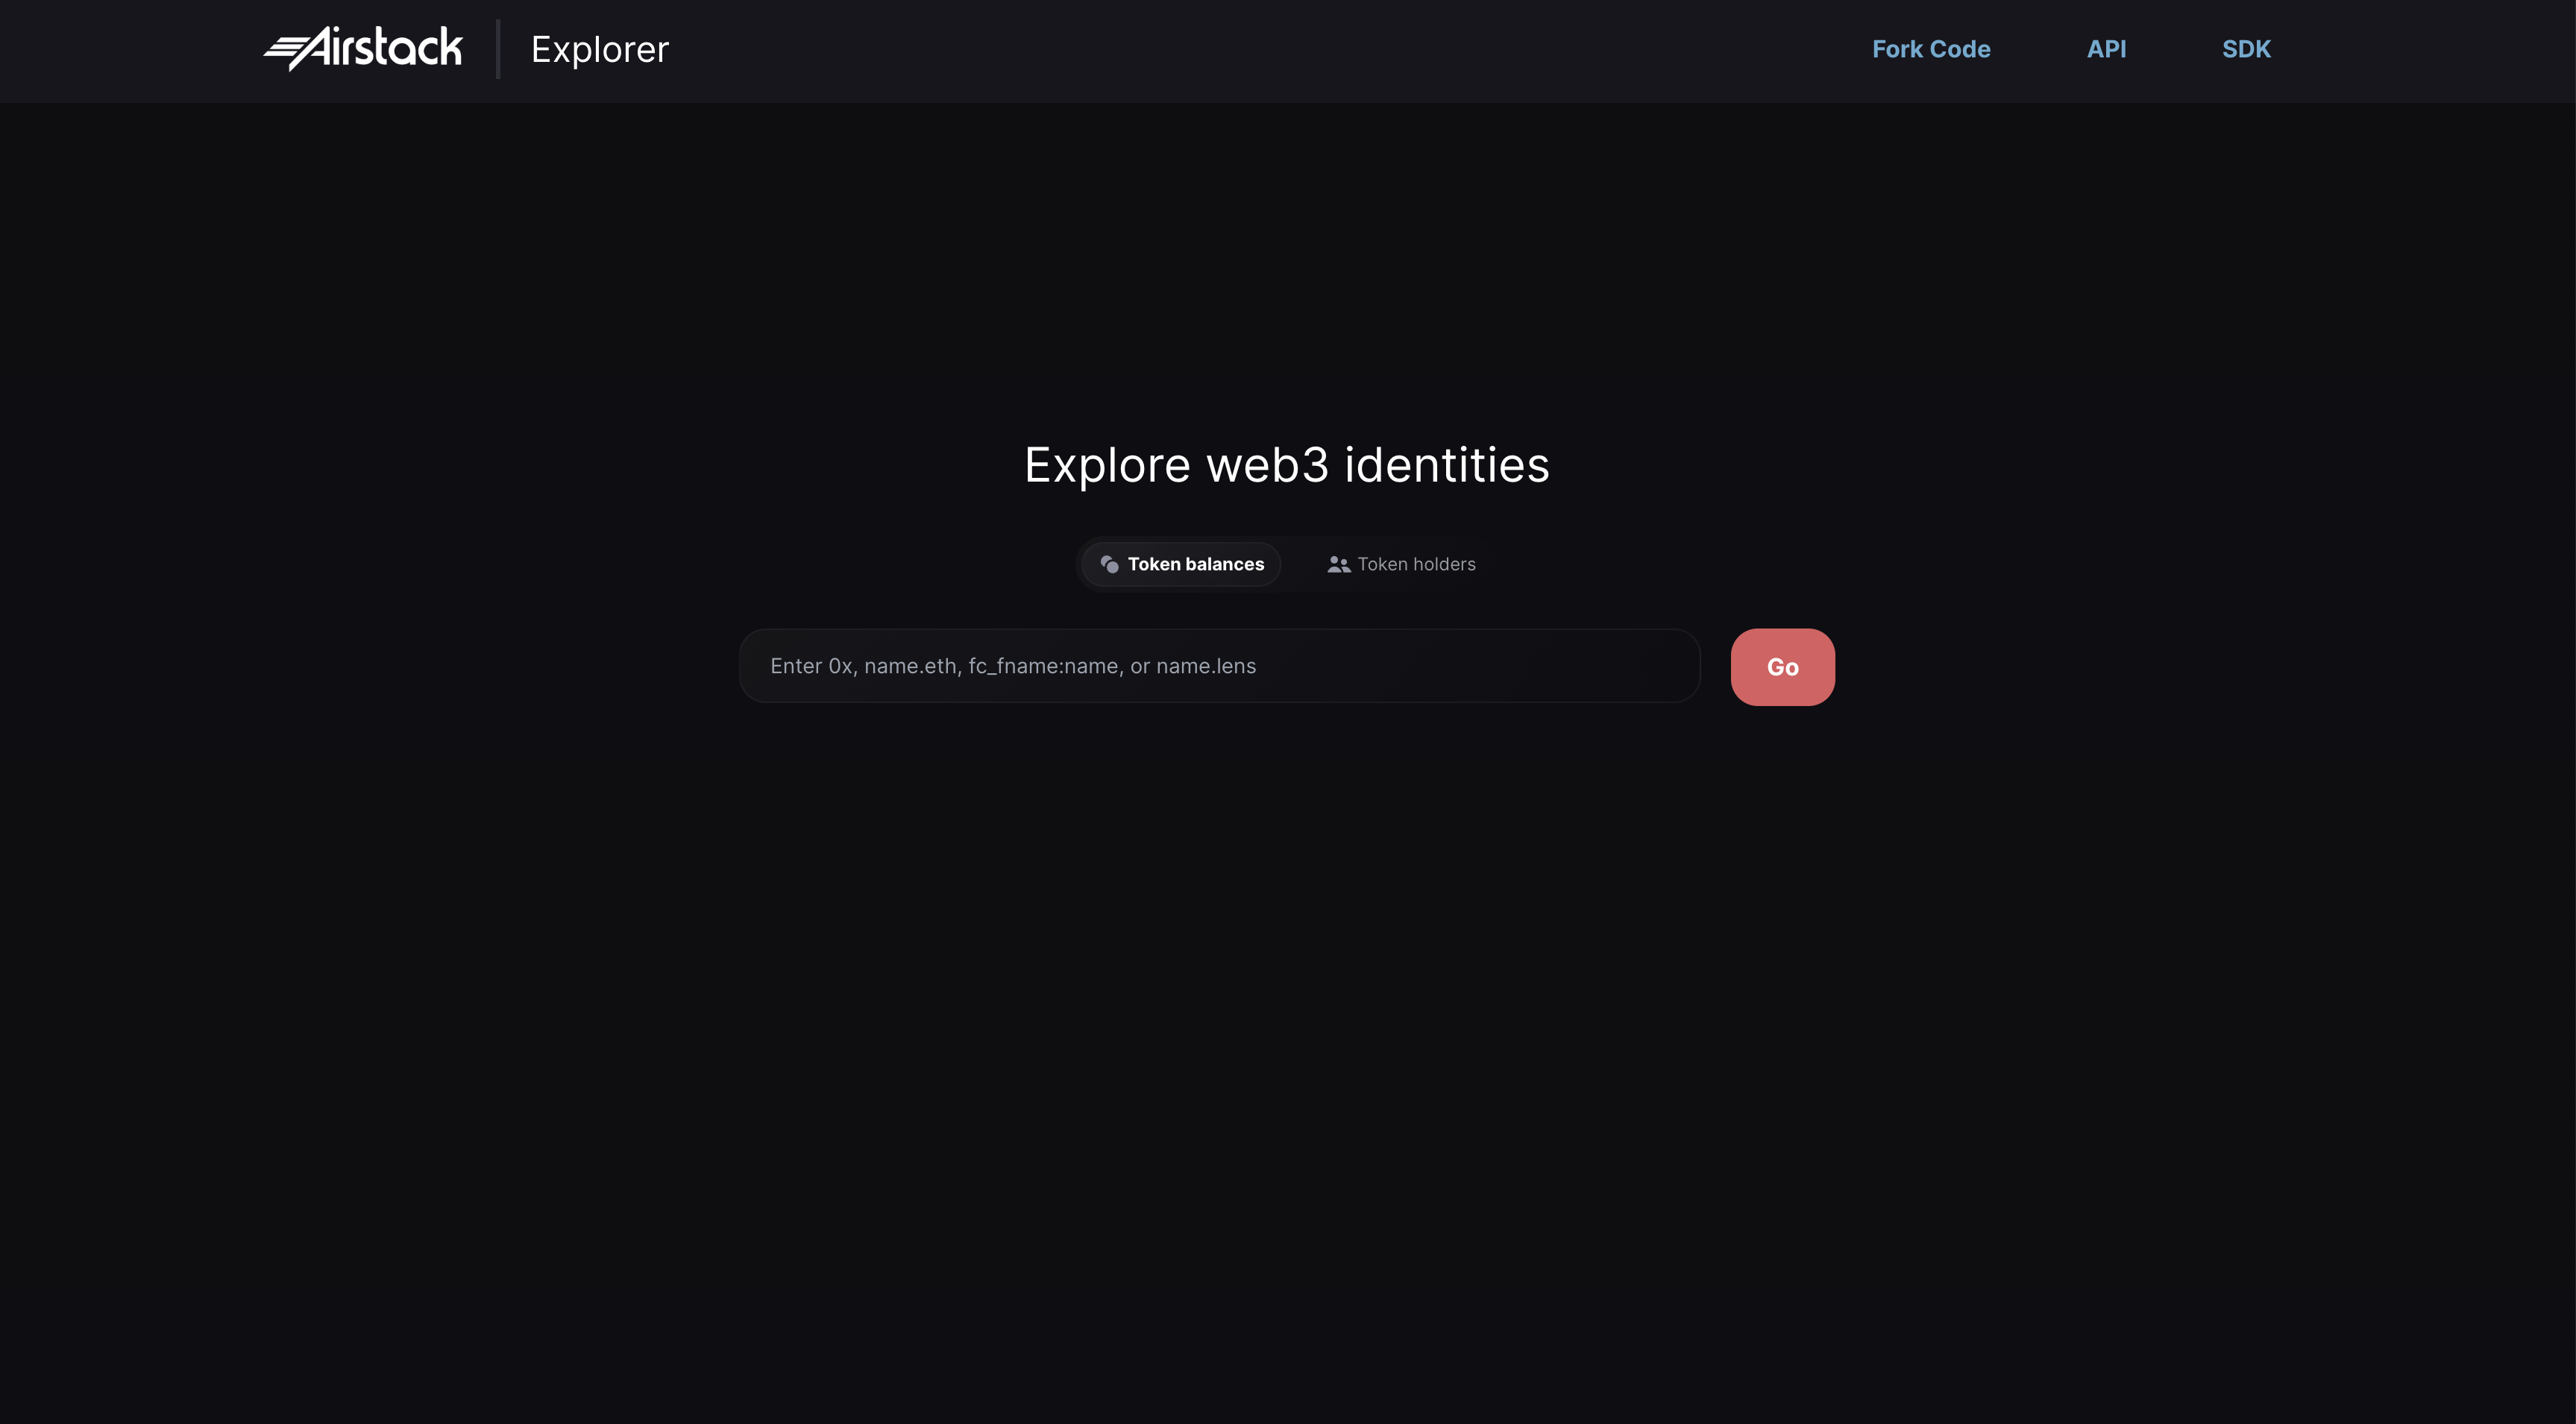 Airstack
Explorer
Fork Code
API
SDK
Explore web3 identities
Token balances
Token holders
Enter 0x, name.eth, fc_fname:name, or name.lens
Go